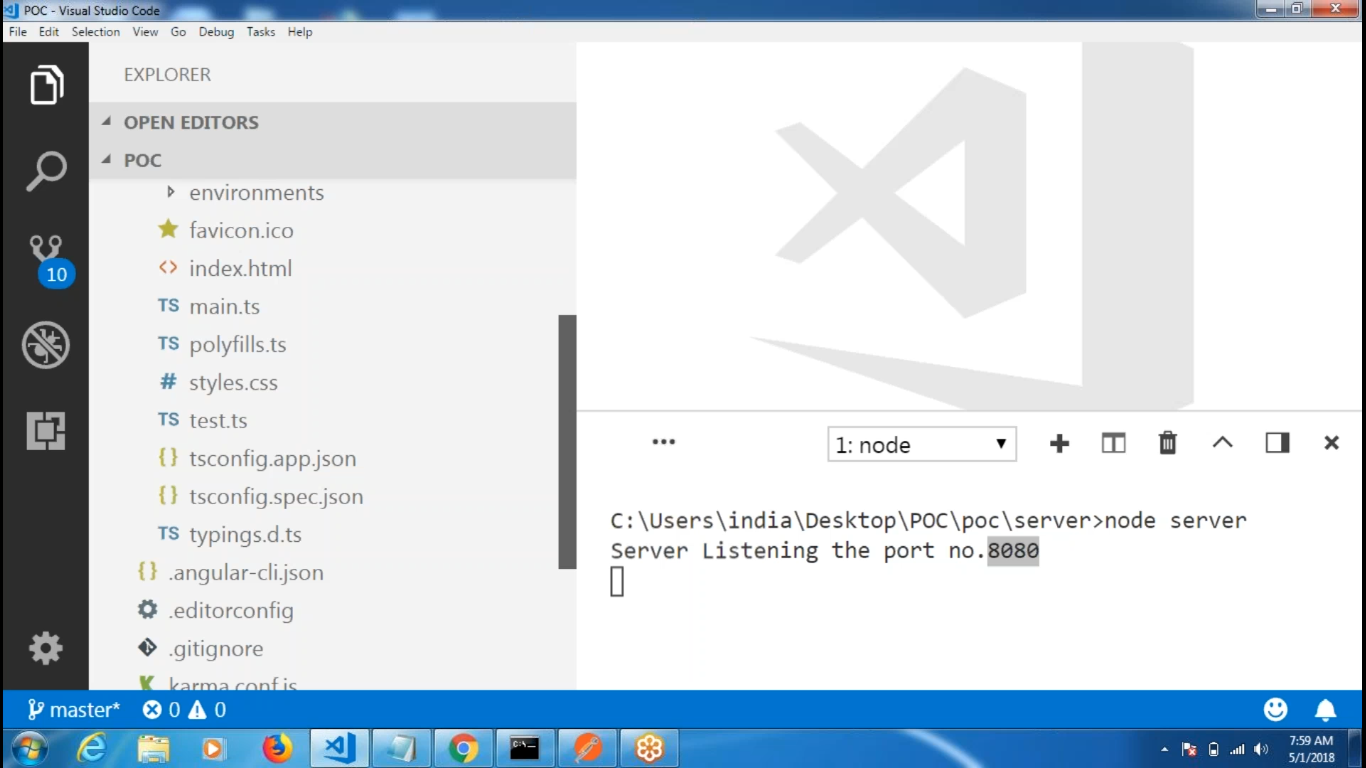 POC - Visual Studio Code
File Edit Selection View Go Debug Tasks Help
EXPLORER
OPEN EDITORS
POC
environments
favicon.ico
<> index.html
TS main.ts
TS polyfills.ts
# styles.css
TS test.ts
{} tsconfig.app.json
{} tsconfig.spec.json
TS typings.d.ts
{} .angular-cli.json
.editorconfig
.gitignore
karma.conf.js
10
1: node
C:\Users\india\Desktop\POC\poc\server>node server
Server Listening the port no.8080
master* 0 0
C:\_
7:59 AM
5/1/2018